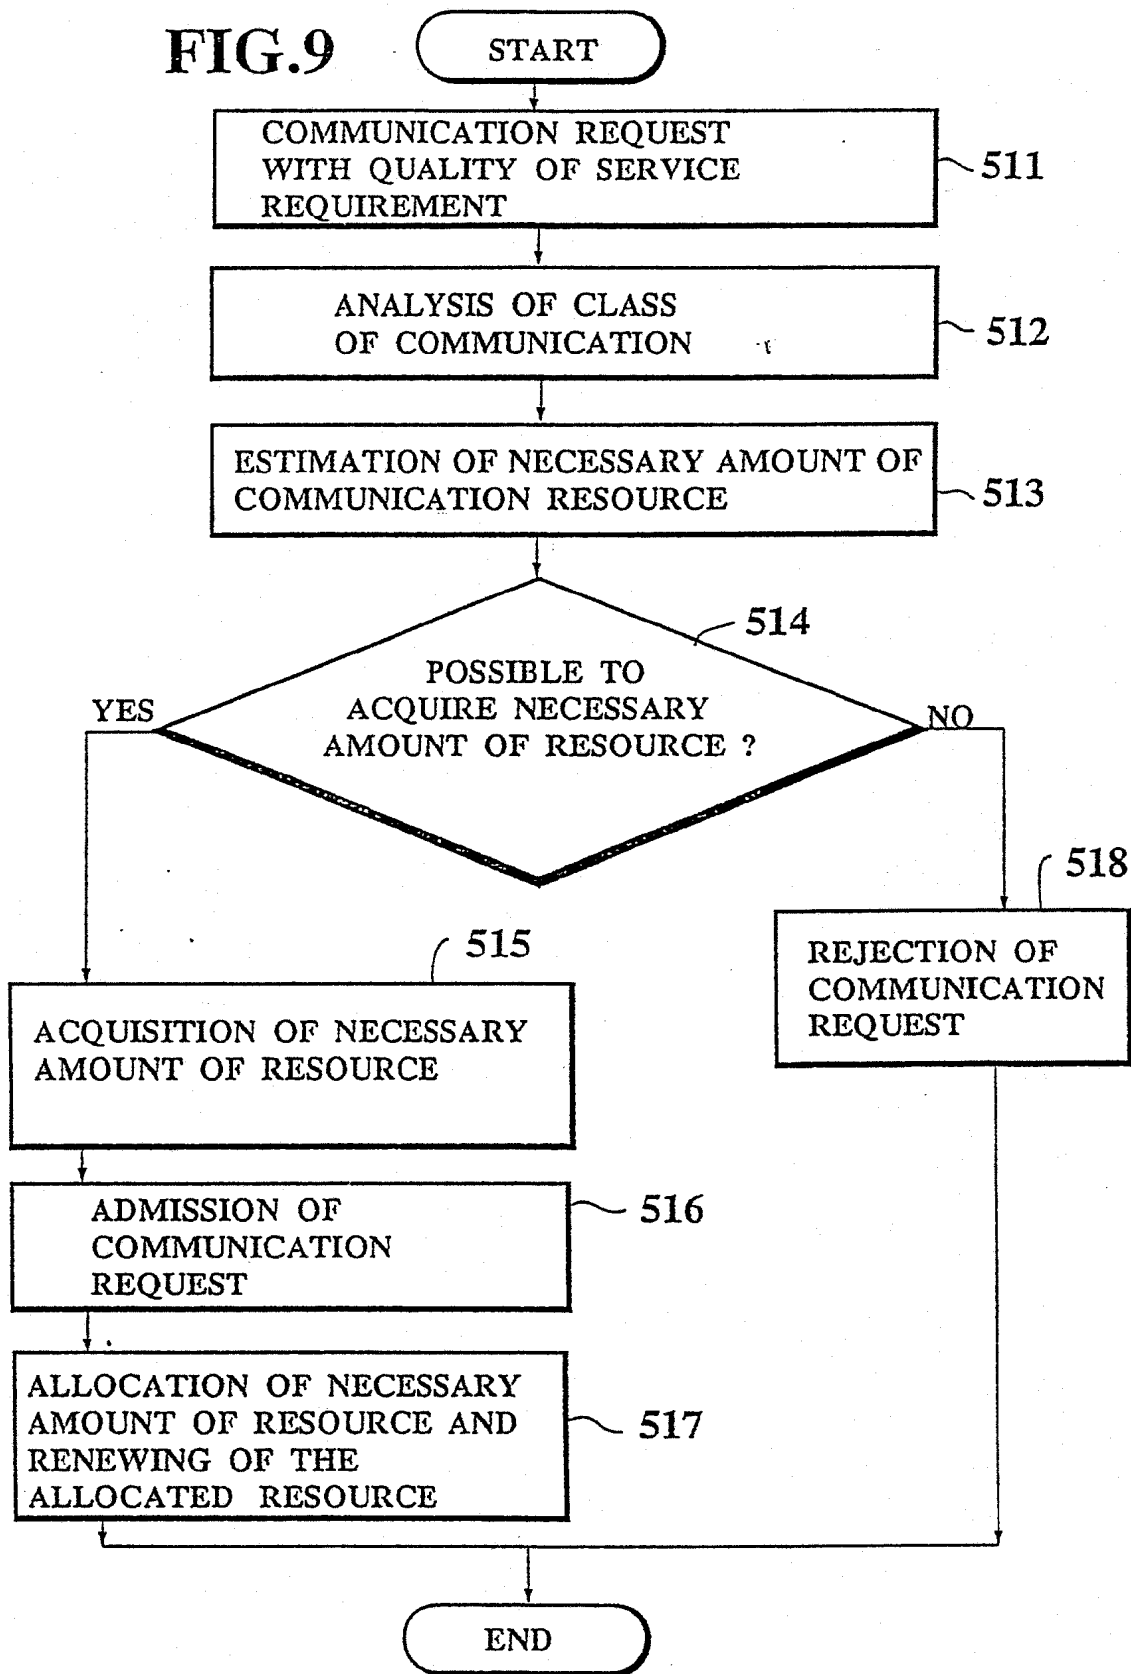 FIG.9
START
COMMUNICATION REQUEST
WITH QUALITY OF SERVICE
REQUIREMENT
511
ANALYSIS OF CLASS
OF COMMUNICATION
512
ESTIMATION OF NECESSARY AMOUNT OF
COMMUNICATION RESOURCE
513
514
POSSIBLE TO
ACQUIRE NECESSARY
AMOUNT OF RESOURCE ?
YES
NO
518
REJECTION OF
COMMUNICATION
REQUEST
515
ACQUISITION OF NECESSARY
AMOUNT OF RESOURCE
ADMISSION OF
COMMUNICATION
REQUEST
516
ALLOCATION OF NECESSARY
AMOUNT OF RESOURCE AND
RENEWING OF THE
ALLOCATED RESOURCE
517
END